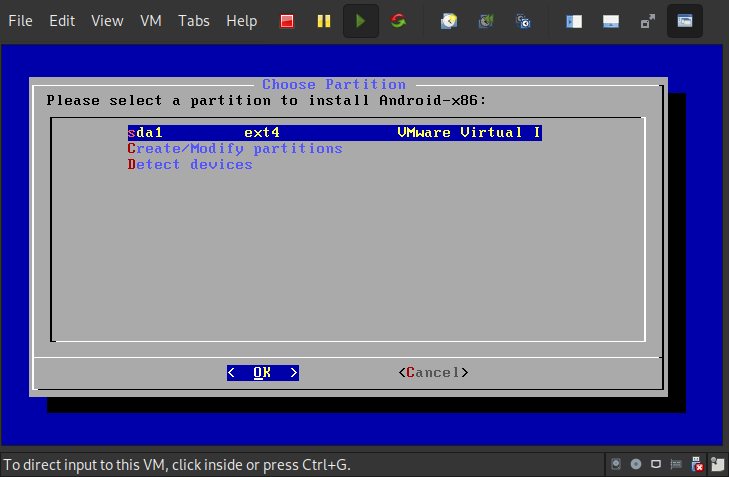 File Edit View VM Tabs Help
Choose Partition
Please select a partition to install Android-x86:
sda1 ext4 VMware Virtual I
Create/Modify partitions
Detect devices
< OK > <Cancel>
To direct input to this VM, click inside or press Ctrl+G.